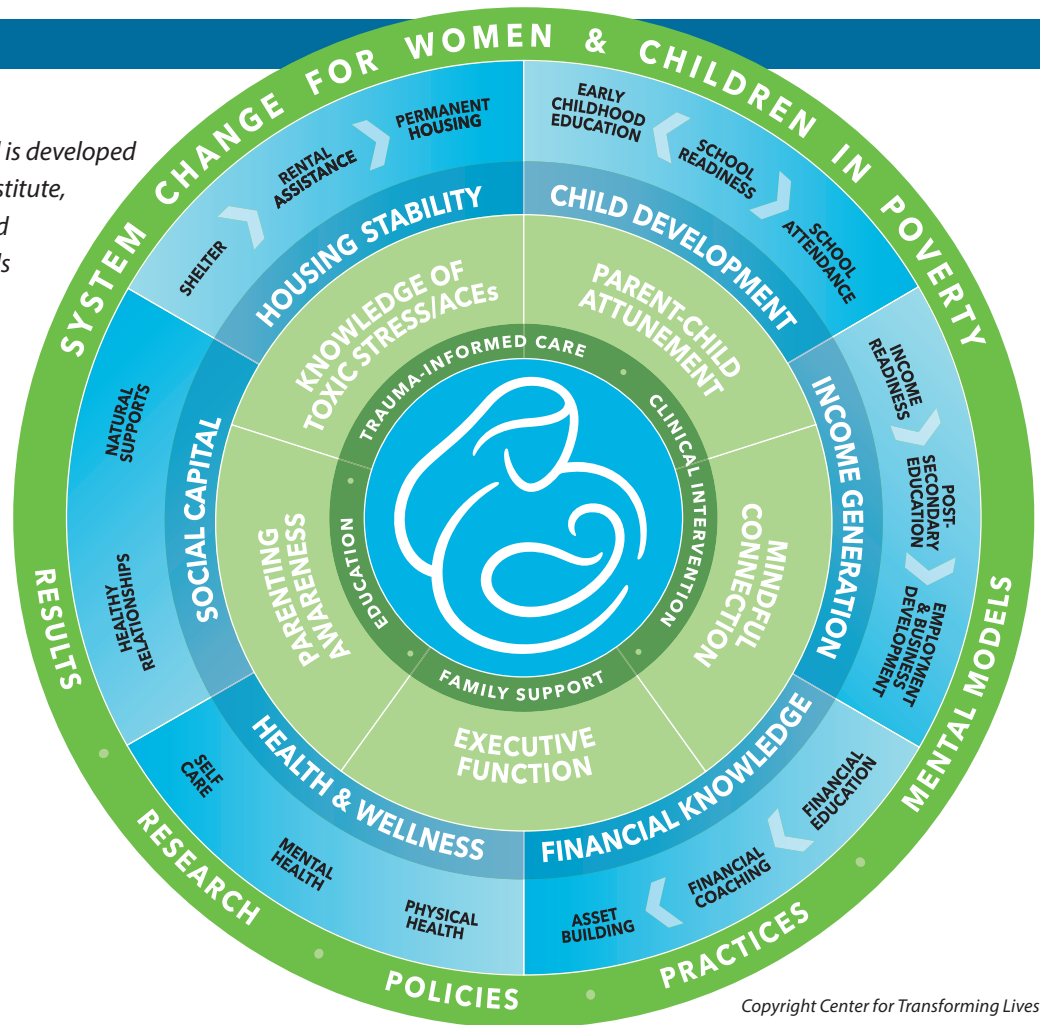 l is developed
stitute,
d
ls
SYSTEM CHANGE FOR WOMEN & CHILDREN IN POVERTY
RESULTS • RESEARCH • POLICIES • PRACTICES • MENTAL MODELS
HOUSING STABILITY
SHELTER
RENTAL
ASSISTANCE
PERMANENT
HOUSING
CHILD DEVELOPMENT
EARLY
CHILDHOOD
EDUCATION
SCHOOL
READINESS
SCHOOL
ATTENDANCE
INCOME GENERATION
INCOME
READINESS
POST-
SECONDARY
EDUCATION
EMPLOYMENT
& BUSINESS
DEVELOPMENT
FINANCIAL KNOWLEDGE
FINANCIAL
EDUCATION
FINANCIAL
COACHING
ASSET
BUILDING
HEALTH & WELLNESS
PHYSICAL
HEALTH
MENTAL
HEALTH
SELF
CARE
SOCIAL CAPITAL
HEALTHY
RELATIONSHIPS
NATURAL
SUPPORTS
KNOWLEDGE OF
TOXIC STRESS/ACEs
PARENT-CHILD
ATTUNEMENT
MINDFUL
CONNECTION
EXECUTIVE
FUNCTION
PARENTING
AWARENESS
TRAUMA-INFORMED CARE • CLINICAL INTERVENTION • FAMILY SUPPORT • EDUCATION •
Copyright Center for Transforming Lives